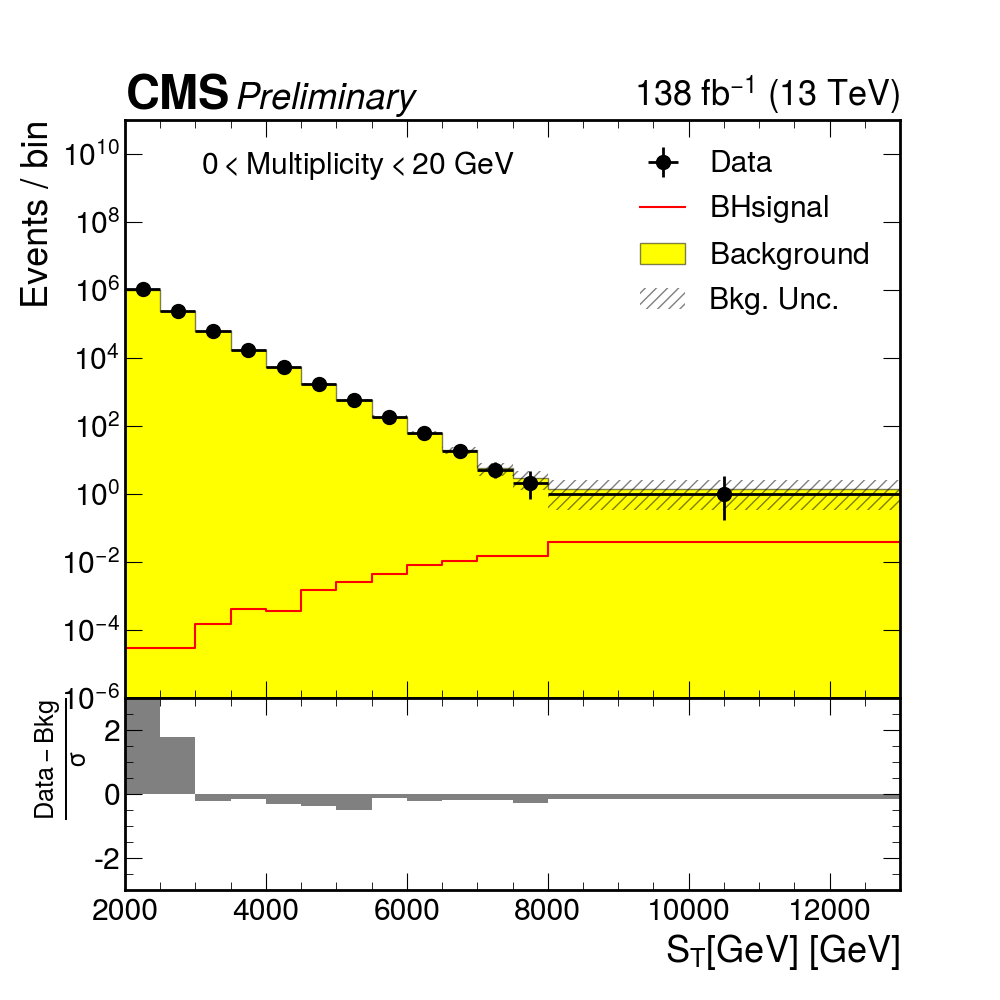 CMS Preliminary 138 fb⁻¹ (13 TeV)
Events / bin
0 < Multiplicity < 20 GeV
Data
BHsignal
Background
Bkg. Unc.
10¹⁰
10⁸
10⁶
10⁴
10²
10⁰
10⁻²
10⁻⁴
10⁻⁶
Data – Bkg
σ
2
0
-2
2000 4000 6000 8000 10000 12000
S_T[GeV] [GeV]